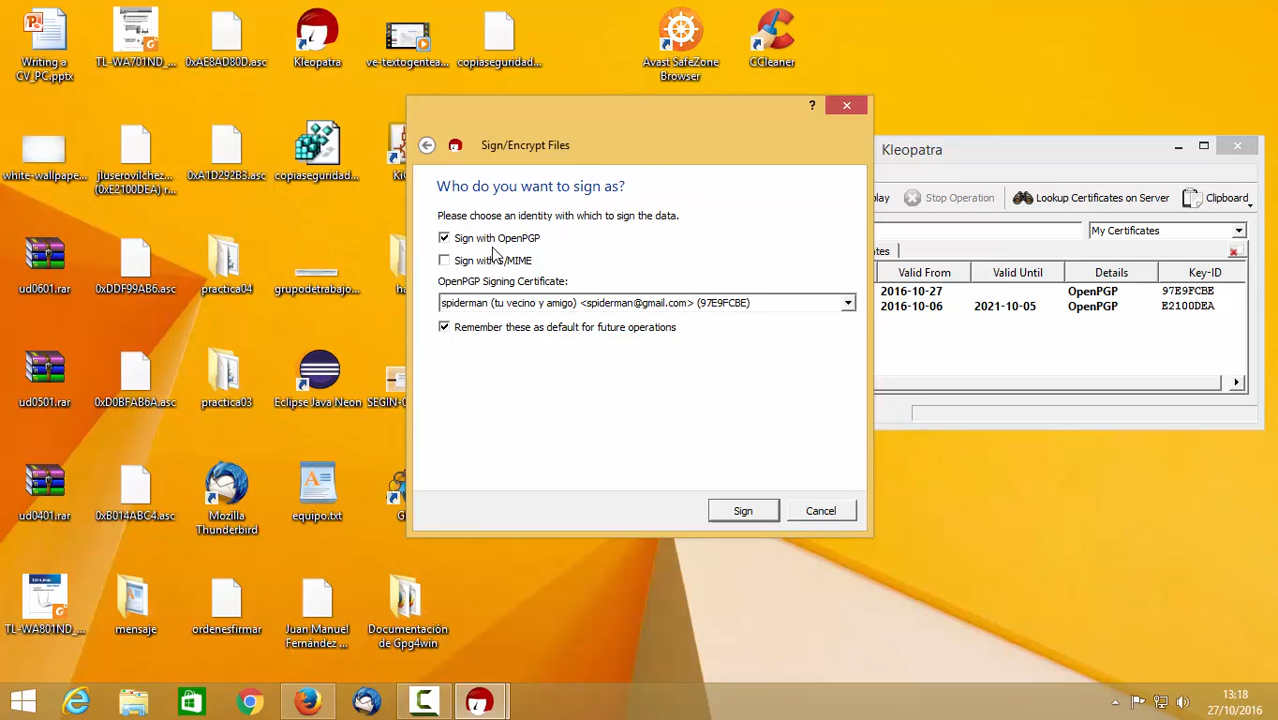 Writing a
CV_PC.pptx
TL-WA701ND_...
0xAE8AD80D.asc
Kleopatra
ve-textogentea...
copiaseguridad...
Avast SafeZone
Browser
CCleaner
white-wallpape...
jluserovilchez...
(0xE2100DEA) r...
0xA1D292B3.asc
copiaseguridad...
ud0601.rar
0xDDF99AB6.asc
practica04
grupodetrabajo...
ud0501.rar
0xD0BFAB6A.asc
practica03
Eclipse Java Neon
ud0401.rar
0xB014ABC4.asc
Mozilla
Thunderbird
equipo.txt
TL-WA801ND_...
mensaje
ordenesfirmar
Juan Manuel
Fernandez ...
Documentación
de Gpg4win
?
Sign/Encrypt Files
Who do you want to sign as?
Please choose an identity with which to sign the data.
Sign with OpenPGP
Sign with S/MIME
OpenPGP Signing Certificate:
spiderman (tu vecino y amigo) <spiderman@gmail.com> (97E9FCBE)
Remember these as default for future operations
Sign
Cancel
Kleopatra
Stop Operation
Lookup Certificates on Server
Clipboard
My Certificates
Valid From Valid Until Details Key-ID
2016-10-27 OpenPGP 97E9FCBE
2016-10-06 2021-10-05 OpenPGP E2100DEA
13:18
27/10/2016